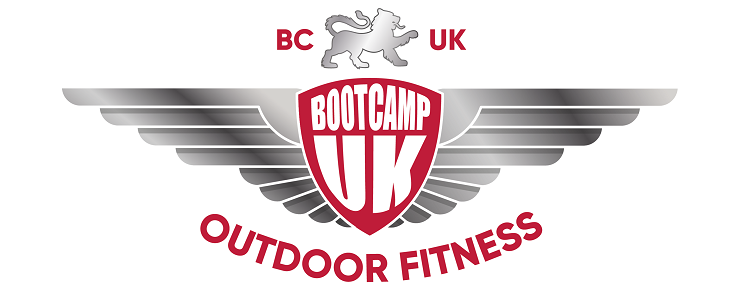 BC UK
BOOTCAMP
UK
OUTDOOR FITNESS